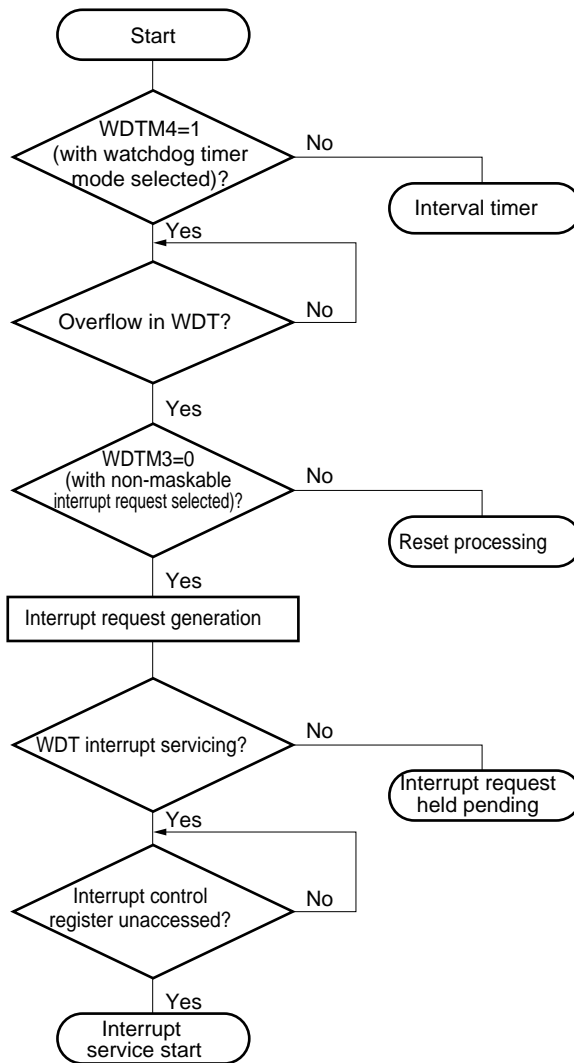 Start
WDTM4=1
(with watchdog timer
mode selected)?
No
Interval timer
Yes
Overflow in WDT?
No
Yes
WDTM3=0
(with non-maskable
interrupt request selected)?
No
Reset processing
Yes
Interrupt request generation
WDT interrupt servicing?
No
Interrupt request
held pending
Yes
Interrupt control
register unaccessed?
No
Yes
Interrupt
service start